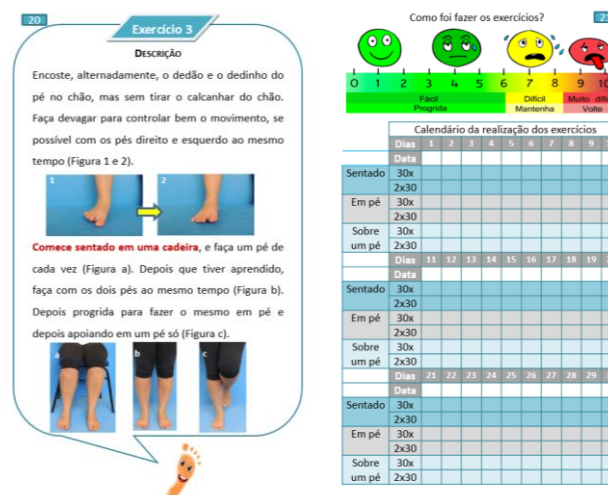 20
Exercício 3
DESCRIÇÃO
Encoste, alternadamente, o dedão e o dedinho do
pé no chão, mas sem tirar o calcanhar do chão.
Faça devagar para controlar bem o movimento, se
possível com os pés direito e esquerdo ao mesmo
tempo (Figura 1 e 2).
1 2
Comece sentado em uma cadeira, e faça um pé de
cada vez (Figura a). Depois que tiver aprendido,
faça com os dois pés ao mesmo tempo (Figura b).
Depois progrida para fazer o mesmo em pé e
depois apoiando em um pé só (Figura c).
a b c
Como foi fazer os exercícios?
0 1 2 3 4 5 6 7 8 9 10
Fácil Difícil Muito
Progrida Mantenha Volte
Calendário da realização dos exercícios
Dias 1 2 3 4 5 6 7 8 9
Data
Sentado 30x
2x30
Em pé 30x
2x30
Sobre 30x
um pé 2x30
Dias 11 12 13 14 15 16 17 18 19
Data
Sentado 30x
2x30
Em pé 30x
2x30
Sobre 30x
um pé 2x30
Dias 21 22 23 24 25 26 27 28 29
Data
Sentado 30x
2x30
Em pé 30x
2x30
Sobre 30x
um pé 2x30